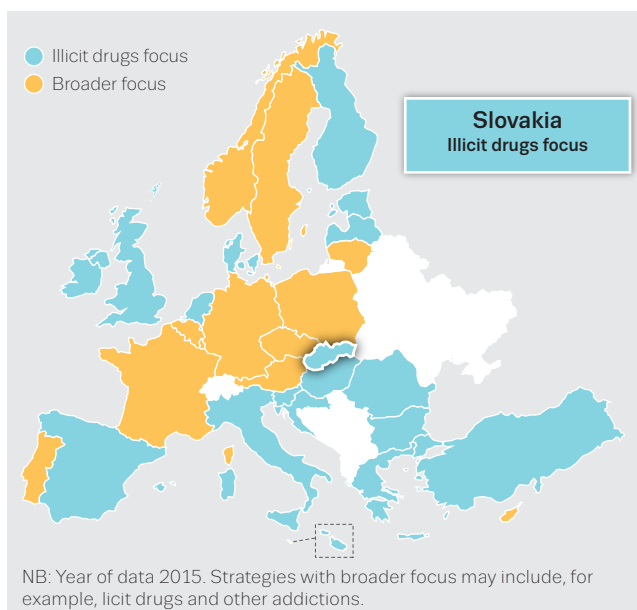 Illicit drugs focus
Broader focus
Slovakia
Illicit drugs focus
NB: Year of data 2015. Strategies with broader focus may include, for
example, licit drugs and other addictions.